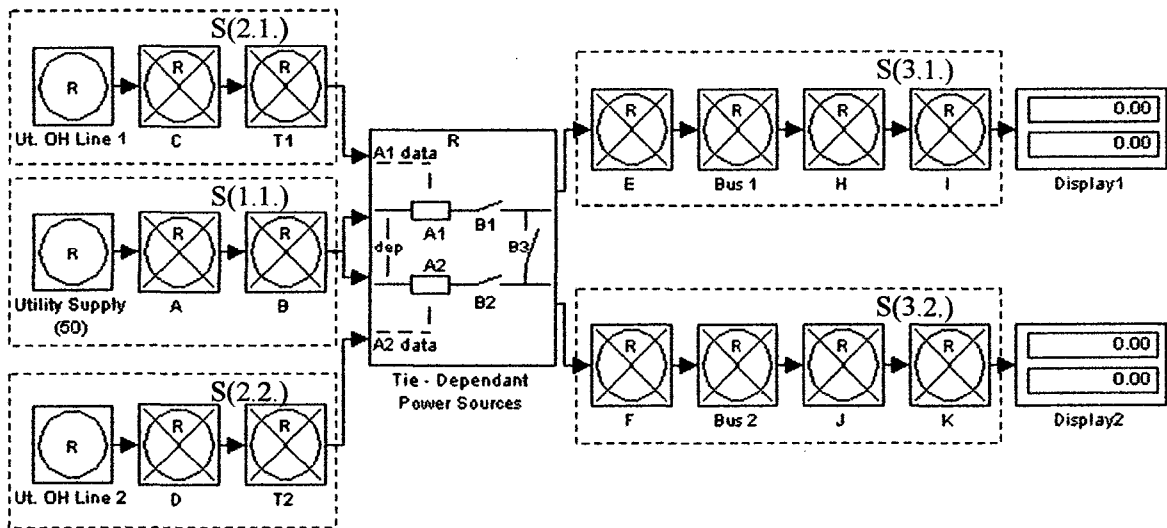 S(2.1.)
R R R
Ut. OH Line 1 C T1
S(1.1.)
R R R
Utility Supply
(50)
A B
S(2.2.)
R R R
Ut. OH Line 2 D T2
R
A1 data
A1 B1
dep
B3
A2
B2
A2 data
Tie - Dependant
Power Sources
S(3.1.)
R R R R
E Bus 1 H I
0.00
0.00
Display1
S(3.2.)
R R R R
F Bus 2 J K
0.00
0.00
Display2